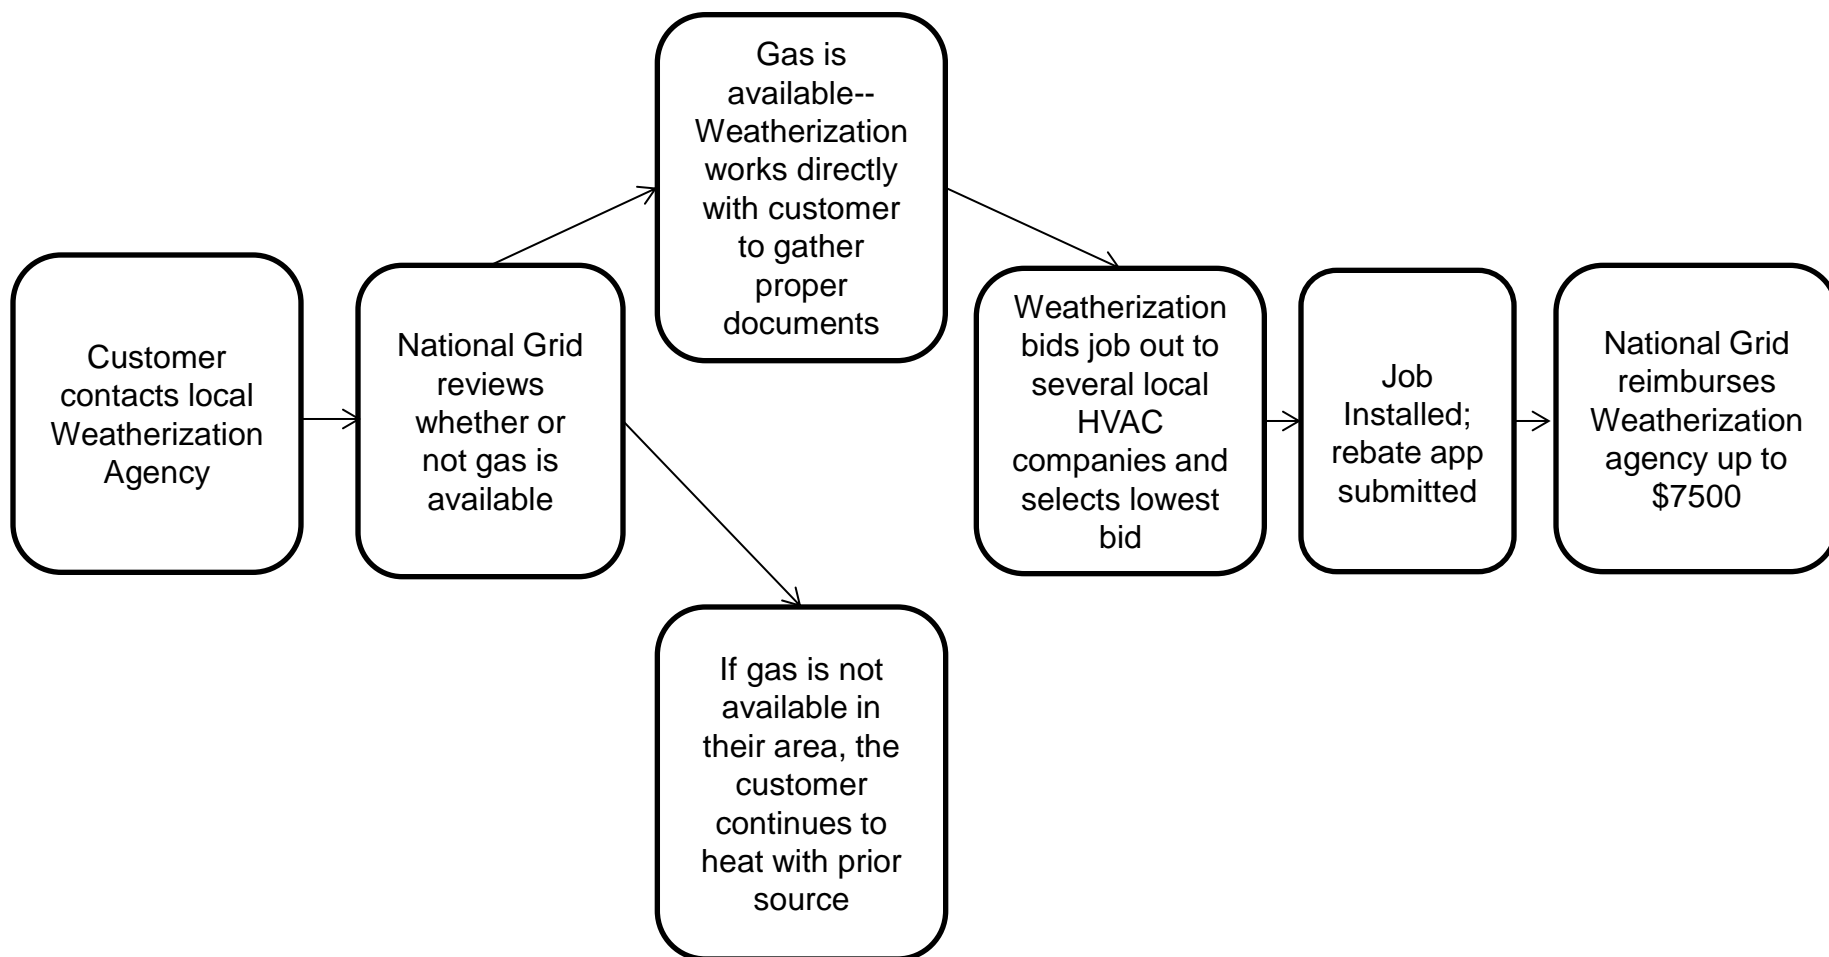 Customer
contacts local
Weatherization
Agency
National Grid
reviews
whether or
not gas is
available
Gas is
available--
Weatherization
works directly
with customer
to gather
proper
documents
If gas is not
available in
their area, the
customer
continues to
heat with prior
source
Weatherization
bids job out to
several local
HVAC
companies and
selects lowest
bid
Job
Installed;
rebate app
submitted
National Grid
reimburses
Weatherization
agency up to
$7500